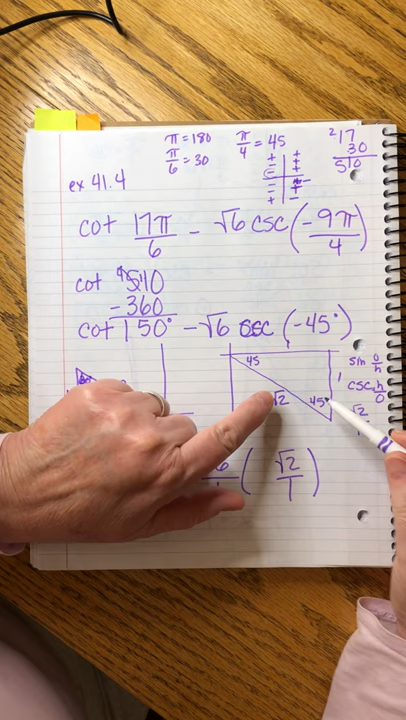 π = 180
π/6 = 30
π/4 = 45
² 17
30
510
ex 41.4
cot 17π/6 - √6 csc (-9π/4)
cot 510
- 360
cot 150° - √6 csc (-45°)
45
√2
45°
1
sin o/h
csc h/o
√2
(√2/1)